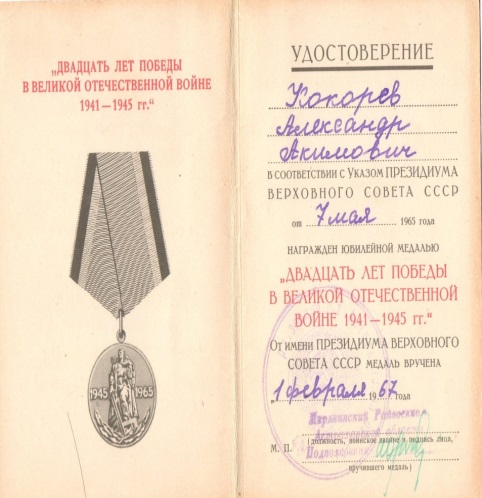 „ДВАДЦАТЬ ЛЕТ ПОБЕДЫ
В ВЕЛИКОЙ ОТЕЧЕСТВЕННОЙ ВОЙНЕ
1941—1945 гг.“
1945 1965
УДОСТОВЕРЕНИЕ
Кокорев
Александр
Акимович
В СООТВЕТСТВИИ С УКАЗОМ ПРЕЗИДИУМА
ВЕРХОВНОГО СОВЕТА СССР
от 7 мая 1965 года
НАГРАЖДЕН ЮБИЛЕЙНОЙ МЕДАЛЬЮ
„ДВАДЦАТЬ ЛЕТ ПОБЕДЫ
В ВЕЛИКОЙ ОТЕЧЕСТВЕННОЙ
ВОЙНЕ 1941—1945 гг.“
От имени ПРЕЗИДИУМА ВЕРХОВНОГО
СОВЕТА СССР МЕДАЛЬ ВРУЧЕНА
„1 февраля 1967
М. П. (должность, воинское звание и подпись лица,
вручившего медаль)